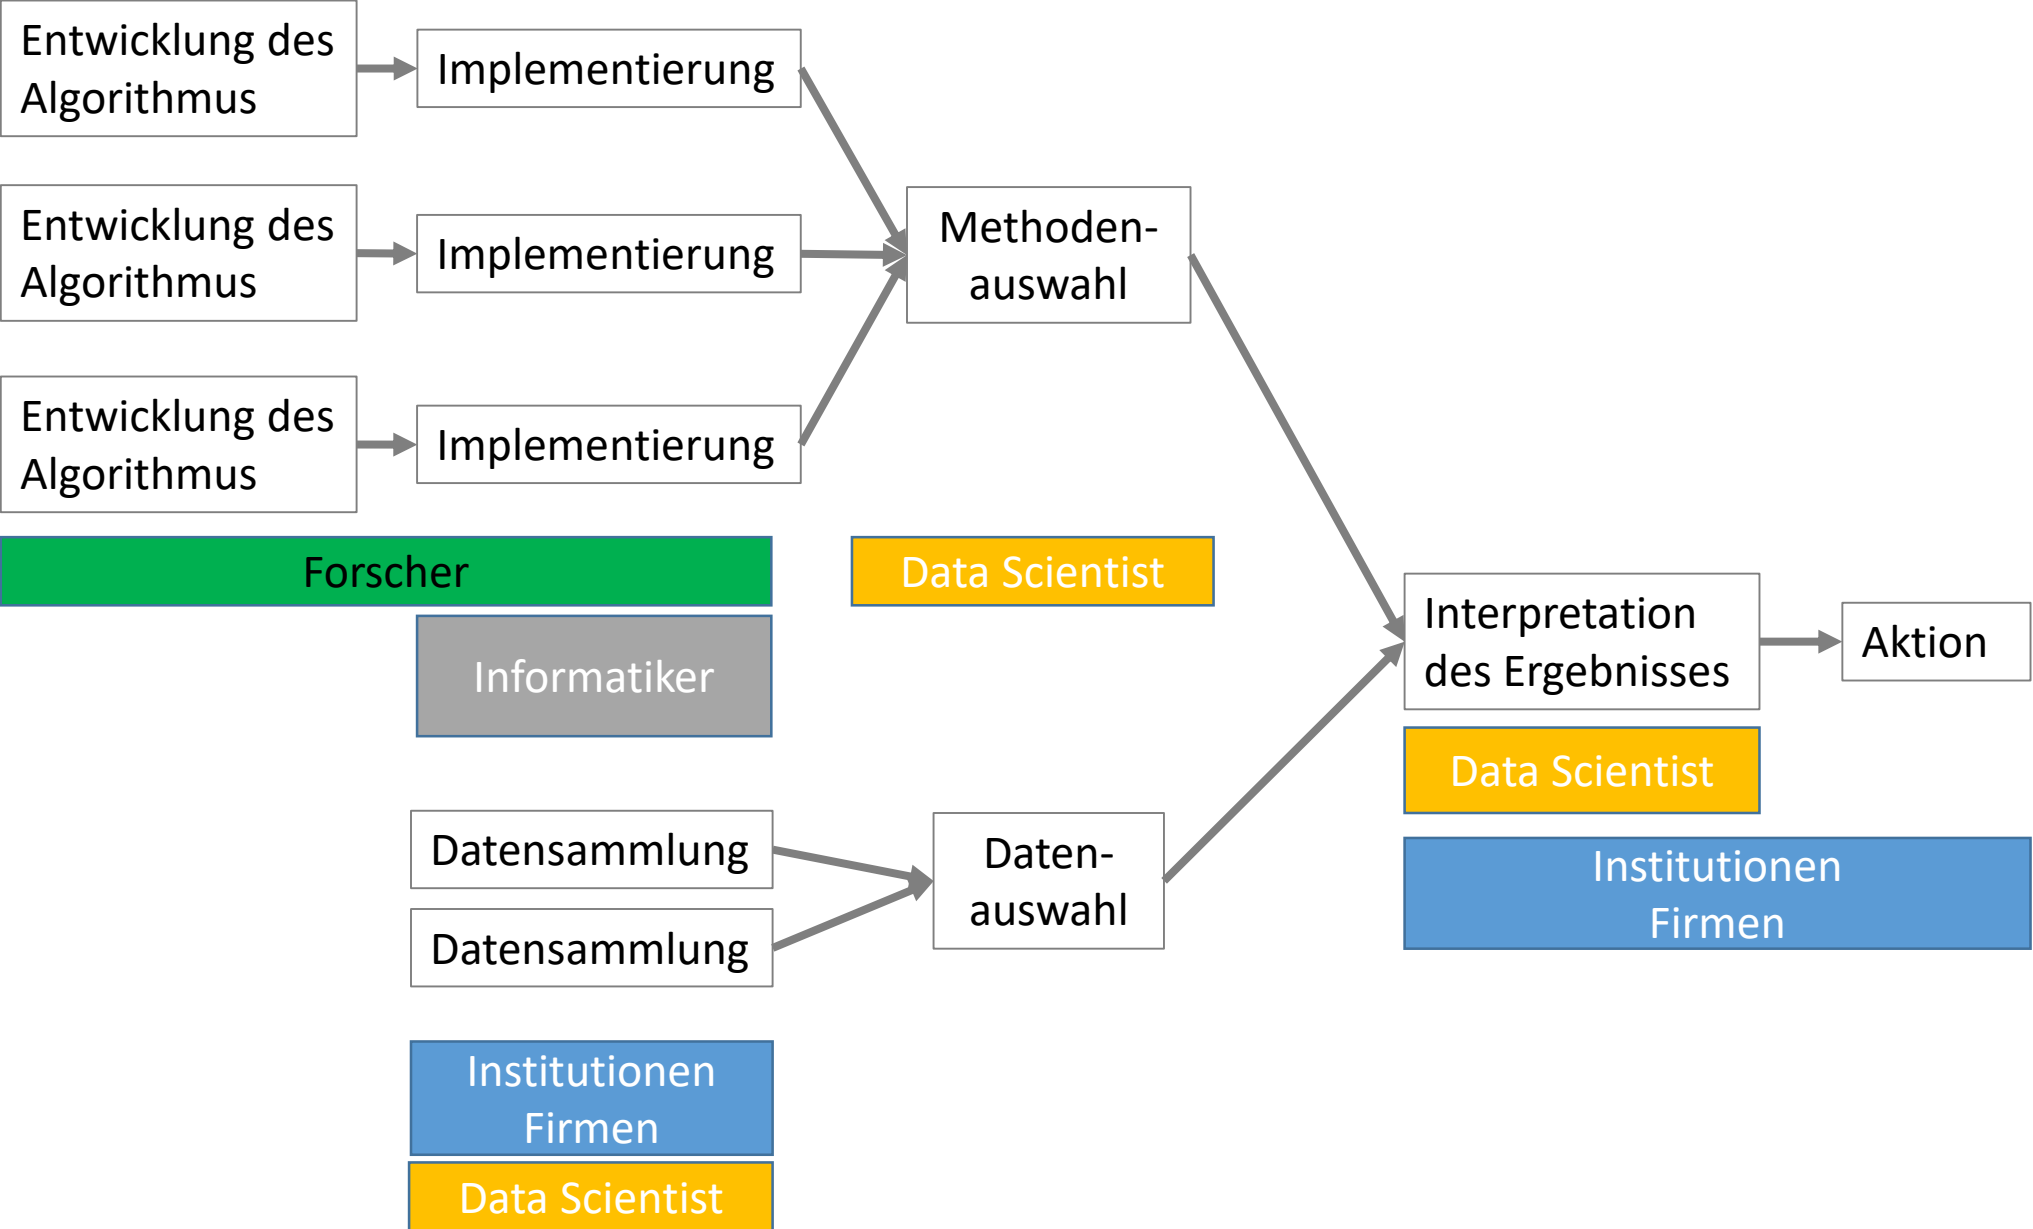 Entwicklung des
Algorithmus
Implementierung
Entwicklung des
Algorithmus
Implementierung
Methoden-
auswahl
Entwicklung des
Algorithmus
Implementierung
Forscher
Data Scientist
Informatiker
Interpretation
des Ergebnisses
Aktion
Data Scientist
Datensammlung
Datensammlung
Daten-
auswahl
Institutionen
Firmen
Institutionen
Firmen
Data Scientist